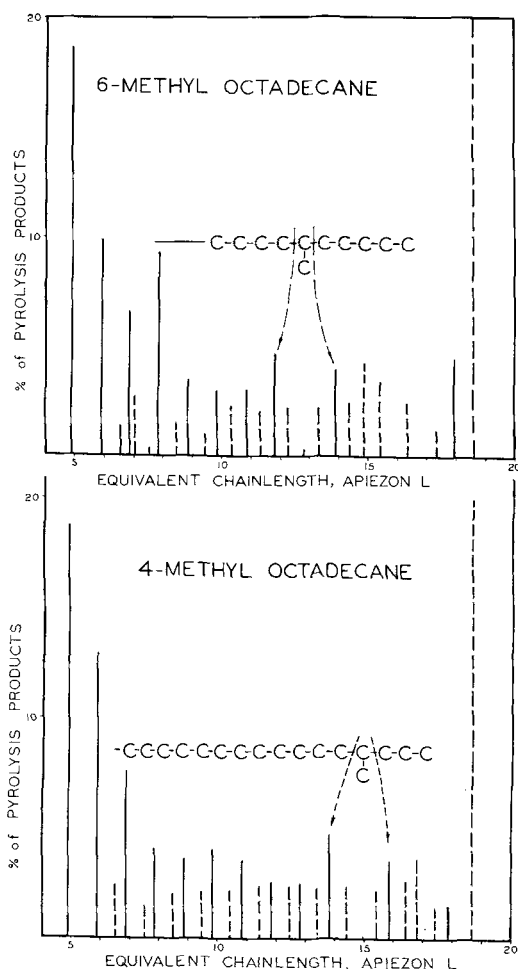 20
6-METHYL OCTADECANE
10
% of PYROLYSIS PRODUCTS
C-C-C-C-C-C-C-C-C-C
C
5 10 15 20
EQUIVALENT CHAINLENGTH, APIEZON L
20
4-METHYL OCTADECANE
10
% of PYROLYSIS PRODUCTS
-C-C-C-C-C-C-C-C-C-C-C-C-C-C-C
C
5 10 15 20
EQUIVALENT CHAINLENGTH, APIEZON L